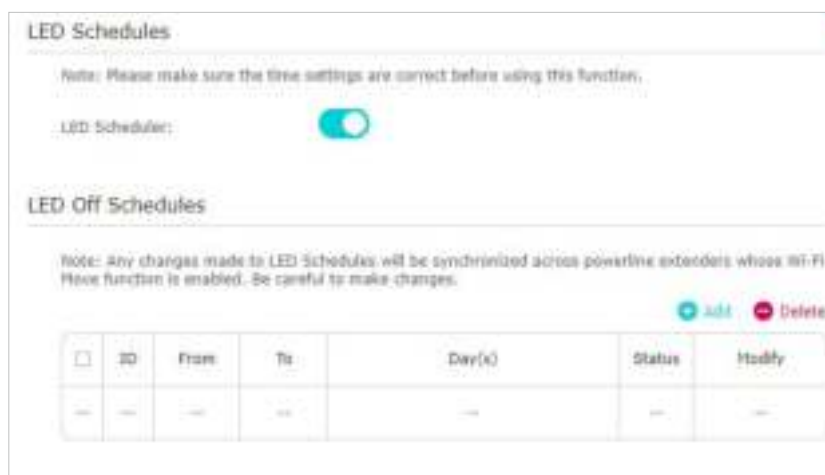 LED Schedules
Note: Please make sure the time settings are correct before using this function.
LED Scheduler:
LED Off Schedules
Note: Any changes made to LED Schedules will be synchronized across powerline extenders whose Wi-Fi
Move function is enabled. Be careful to make changes.
Add Delete
ID From To Day(s) Status Modify
-- -- -- -- -- -- --